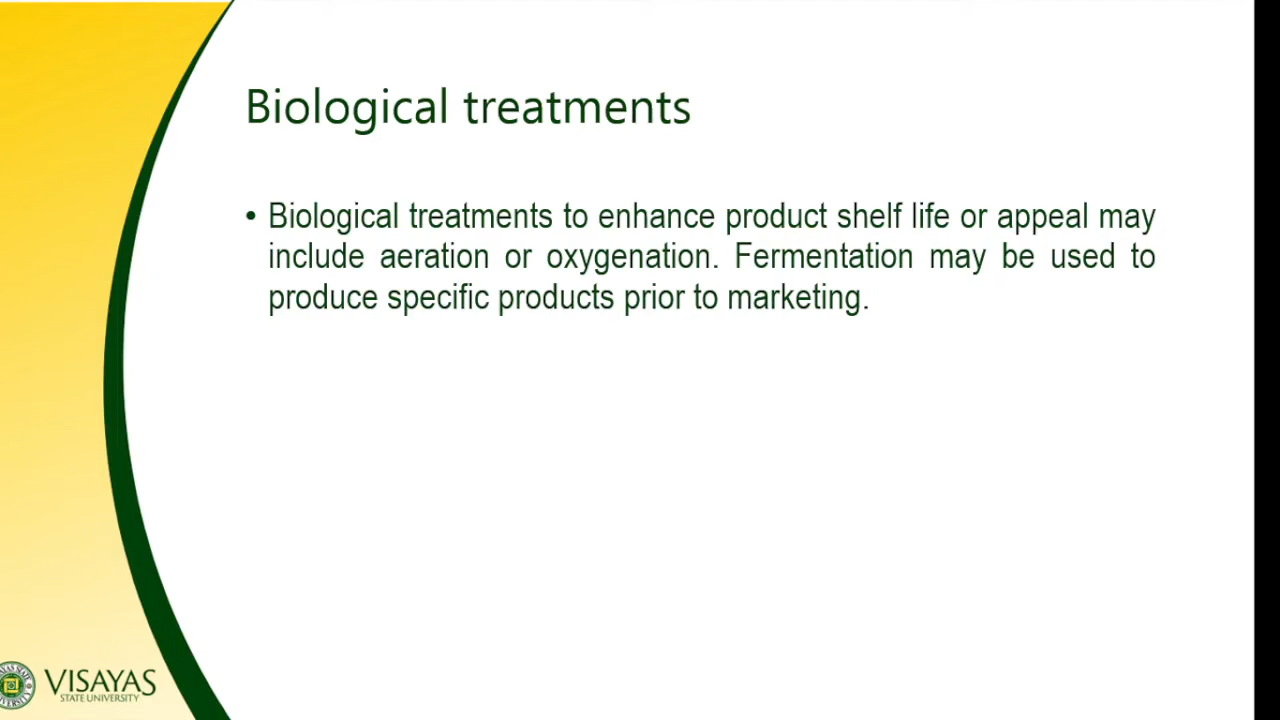 Biological treatments
• Biological treatments to enhance product shelf life or appeal may
include aeration or oxygenation. Fermentation may be used to
produce specific products prior to marketing.
VISAYAS
STATE UNIVERSITY